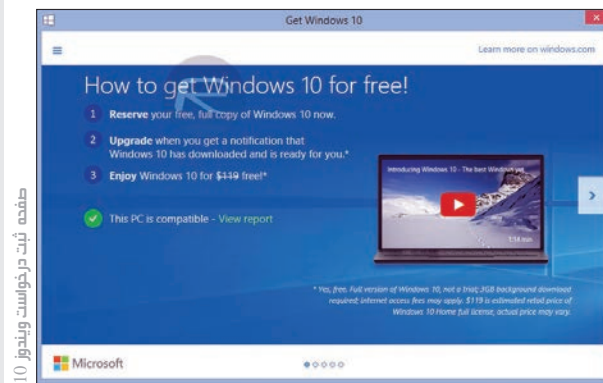 Get Windows 10
Learn more on windows.com
How to get Windows 10 for free!
1 Reserve your free, full copy of Windows 10 now.
2 Upgrade when you get a notification that
Windows 10 has downloaded and is ready for you.*
3 Enjoy Windows 10 for $119 free!*
This PC is compatible - View report
Introducing Windows 10 - The best Windows yet
1:34 min
* Yes, free. Full version of Windows 10, not a trial; 3GB background download
required; internet access fees may apply. $119 is estimated retail price of
Windows 10 Home full license, actual price may vary.
Microsoft
صفحه ثبت درخواست ویندوز 10